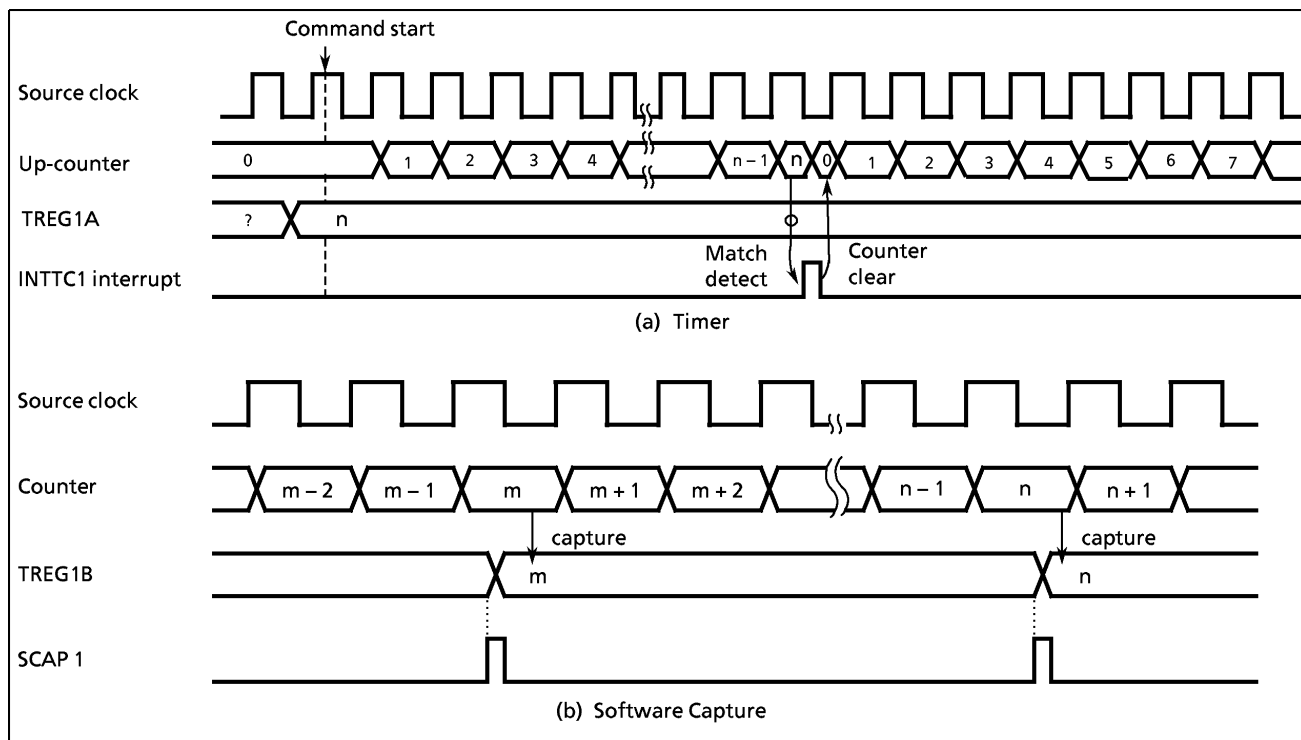 Command start
Source clock
Up-counter
0 1 2 3 4 n – 1 n 0 1 2 3 4 5 6 7
TREG1A
? n
Match detect
Counter clear
INTTC1 interrupt
(a) Timer
Source clock
Counter
m – 2 m – 1 m m + 1 m + 2 n – 1 n n + 1
capture capture
TREG1B
m n
SCAP 1
(b) Software Capture